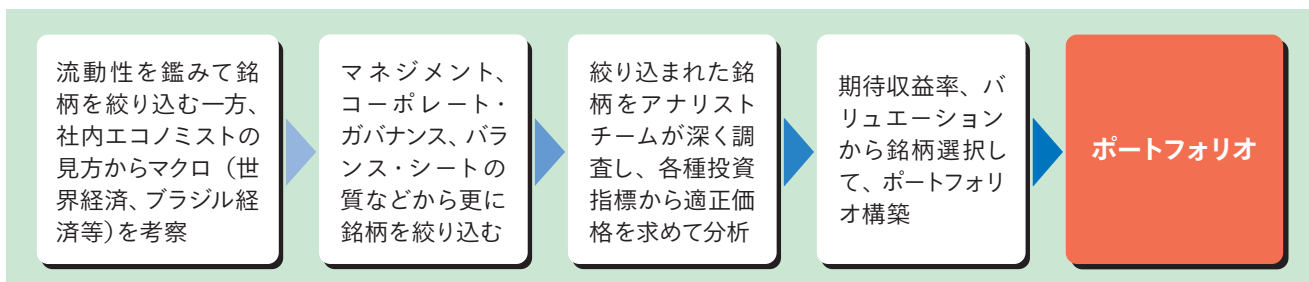 流動性を鑑みて銘
柄を絞り込む一方、
社内エコノミストの
見方からマクロ（世
界経済、ブラジル経
済等）を考察
マネジメント、
コーポレート・
ガバナンス、バラ
ンス・シートの
質などから更に
銘柄を絞り込む
絞り込まれた銘
柄をアナリスト
チームが深く調
査し、各種投資
指標から適正価
格を求めて分析
期待収益率、バ
リュエーション
から銘柄選択し
て、ポートフォリ
オ構築
ポートフォリオ